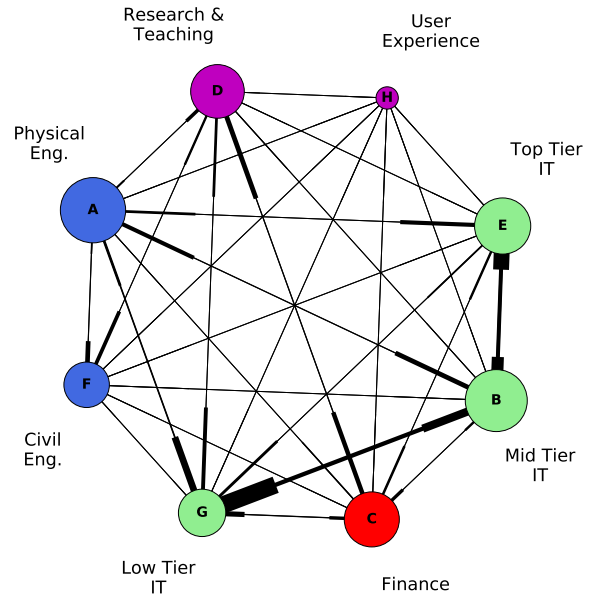 Research &
Teaching
User
Experience
D
H
Physical
Eng.
Top Tier
IT
A
E
F
B
Civil
Eng.
Mid Tier
IT
G
C
Low Tier
IT
Finance